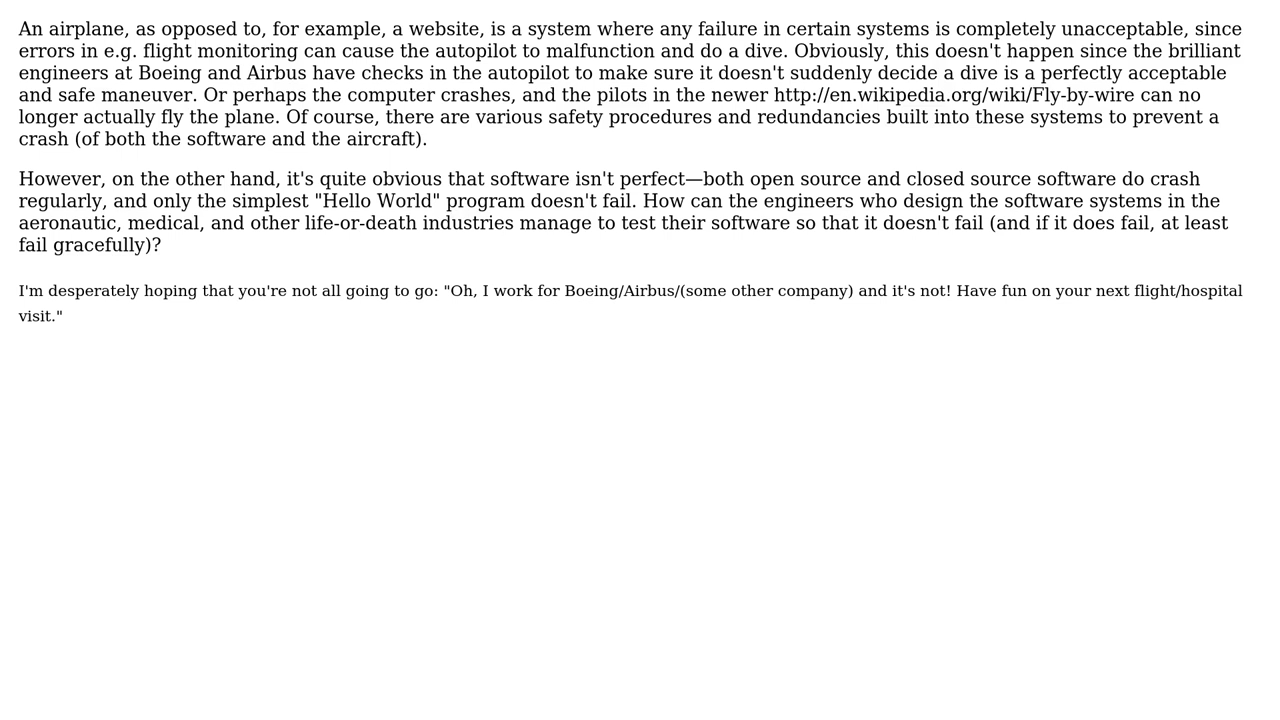 An airplane, as opposed to, for example, a website, is a system where any failure in certain systems is completely unacceptable, since
errors in e.g. flight monitoring can cause the autopilot to malfunction and do a dive. Obviously, this doesn't happen since the brilliant
engineers at Boeing and Airbus have checks in the autopilot to make sure it doesn't suddenly decide a dive is a perfectly acceptable
and safe maneuver. Or perhaps the computer crashes, and the pilots in the newer http://en.wikipedia.org/wiki/Fly-by-wire can no
longer actually fly the plane. Of course, there are various safety procedures and redundancies built into these systems to prevent a
crash (of both the software and the aircraft).
However, on the other hand, it's quite obvious that software isn't perfect—both open source and closed source software do crash
regularly, and only the simplest "Hello World" program doesn't fail. How can the engineers who design the software systems in the
aeronautic, medical, and other life-or-death industries manage to test their software so that it doesn't fail (and if it does fail, at least
fail gracefully)?
I'm desperately hoping that you're not all going to go: "Oh, I work for Boeing/Airbus/(some other company) and it's not! Have fun on your next flight/hospital
visit."